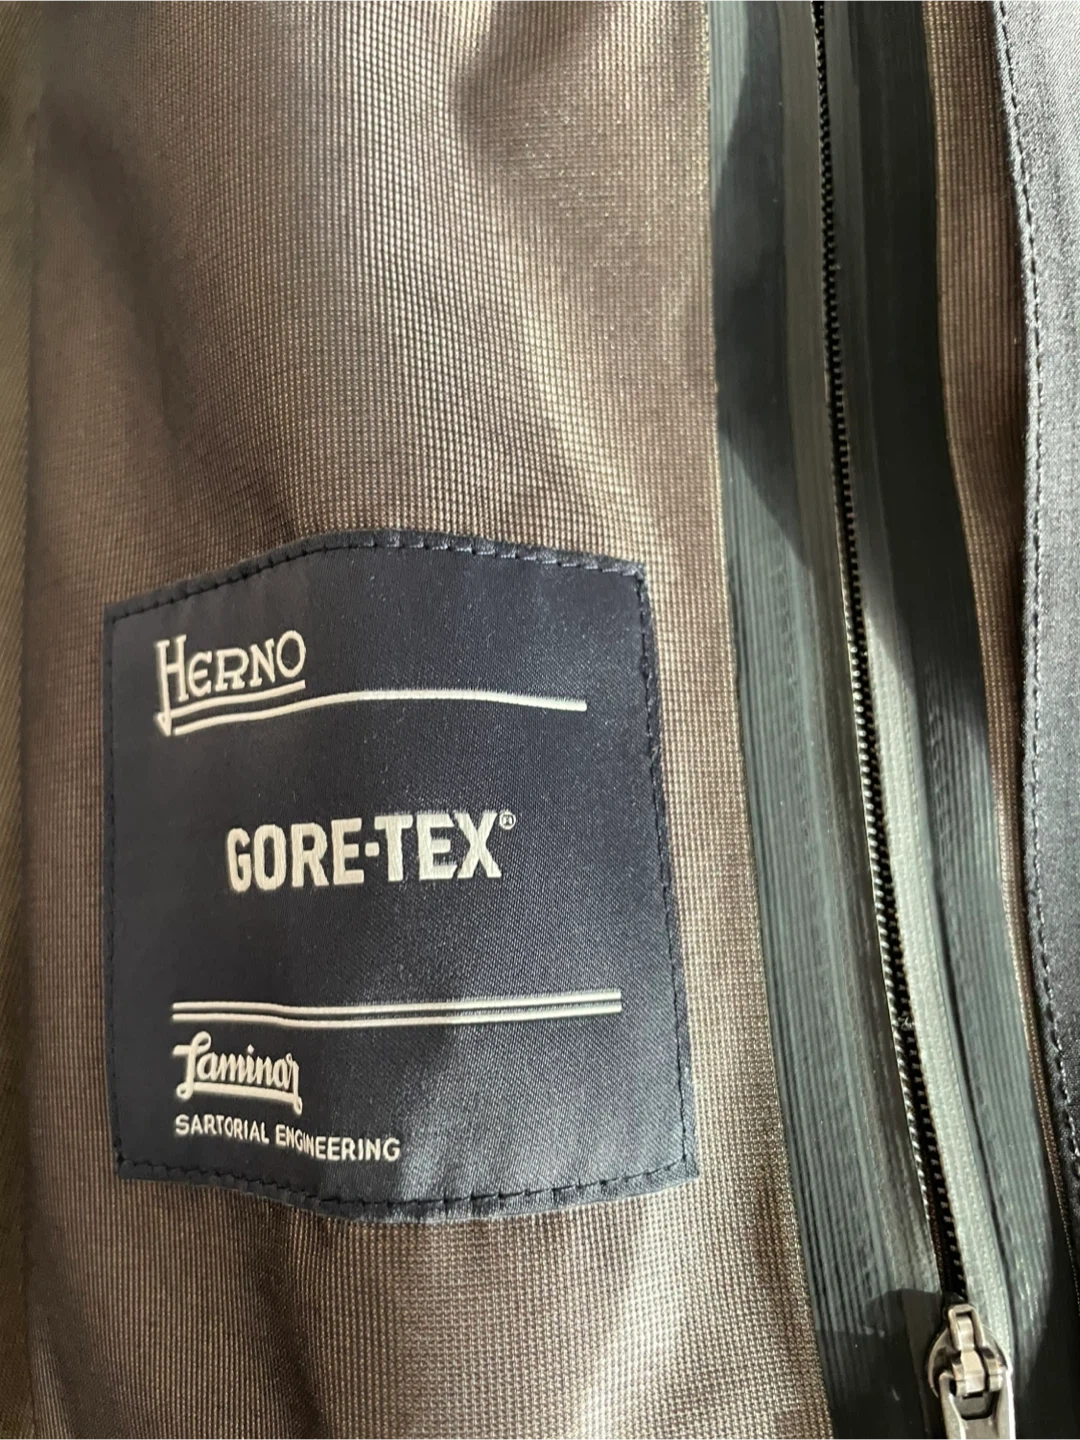 HERNO
GORE-TEX®
Laminar
SARTORIAL ENGINEERING